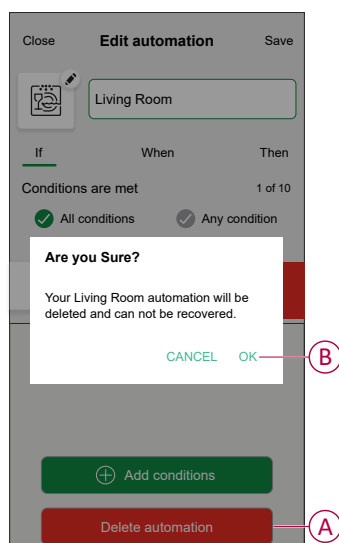 Close Edit automation Save
Living Room
If When Then
Conditions are met 1 of 10
All conditions Any condition
Are you Sure?
Your Living Room automation will be
deleted and can not be recovered.
CANCEL OK
B
Add conditions
Delete automation
A